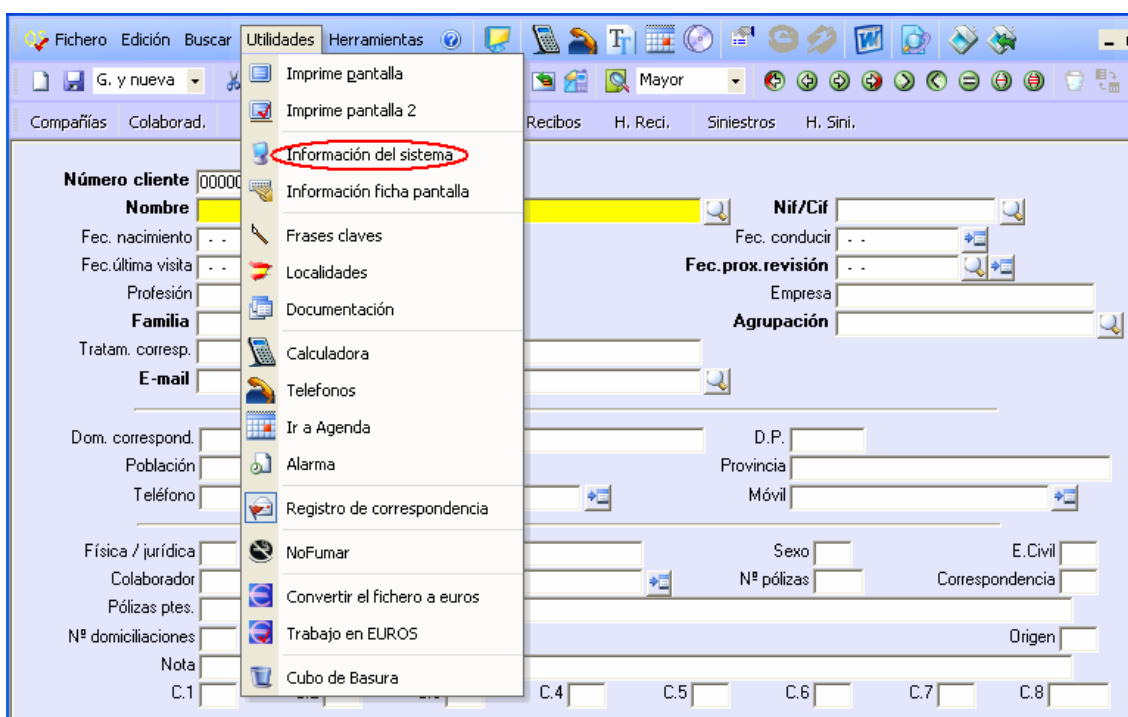 Fichero Edición Buscar Utilidades Herramientas
G. y nueva Mayor
Compañías Colaborad. Recibos H. Reci. Siniestros H. Sini.
Imprime pantalla
Imprime pantalla 2
Información del sistema
Información ficha pantalla
Frases claves
Localidades
Documentación
Calculadora
Telefonos
Ir a Agenda
Alarma
Registro de correspondencia
NoFumar
Convertir el fichero a euros
Trabajo en EUROS
Cubo de Basura
Número cliente 0000
Nombre Nif/Cif
Fec. nacimiento - - Fec. conducir - -
Fec.última visita - - Fec.prox.revisión - -
Profesión Empresa
Familia Agrupación
Tratam. corresp.
E-mail
Dom. correspond. D.P.
Población Provincia
Teléfono Móvil
Física / jurídica Sexo E.Civil
Colaborador Nº pólizas Correspondencia
Pólizas ptes.
Nº domiciliaciones Origen
Nota
C.1 C.4 C.5 C.6 C.7 C.8